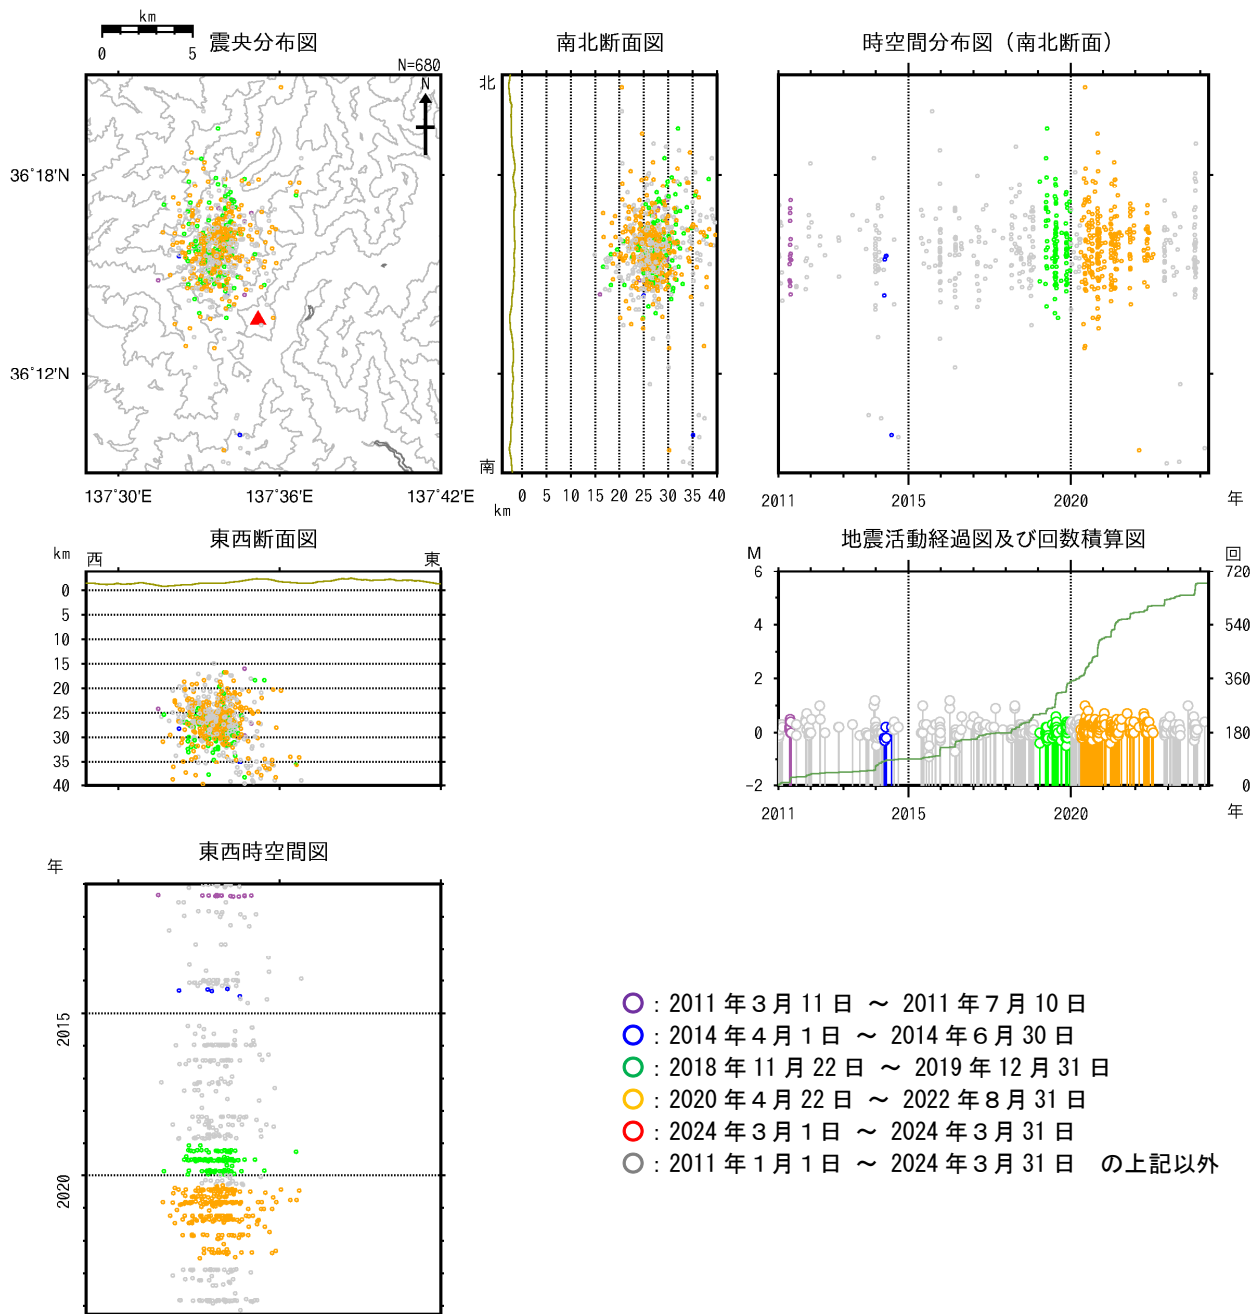 km
0 5
震央分布図
N=680
N
36°18'N
36°12'N
137°30'E 137°36'E 137°42'E
南北断面図
北
南
0 5 10 15 20 25 30 35 40
km
時空間分布図（南北断面）
2011 2015 2020 年
東西断面図
km 西 東
0
5
10
15
20
25
30
35
40
地震活動経過図及び回数積算図
M 回
6 720
4 540
2 360
0 180
-2 0
2011 2015 2020 年
東西時空間図
年
2015
2020
：2011 年３月 11 日 ～ 2011 年７月 10 日
：2014 年４月１日 ～ 2014 年６月 30 日
：2018 年 11 月 22 日 ～ 2019 年 12 月 31 日
：2020 年４月 22 日 ～ 2022 年８月 31 日
：2024 年３月１日 ～ 2024 年３月 31 日
：2011 年１月１日 ～ 2024 年３月 31 日 の上記以外